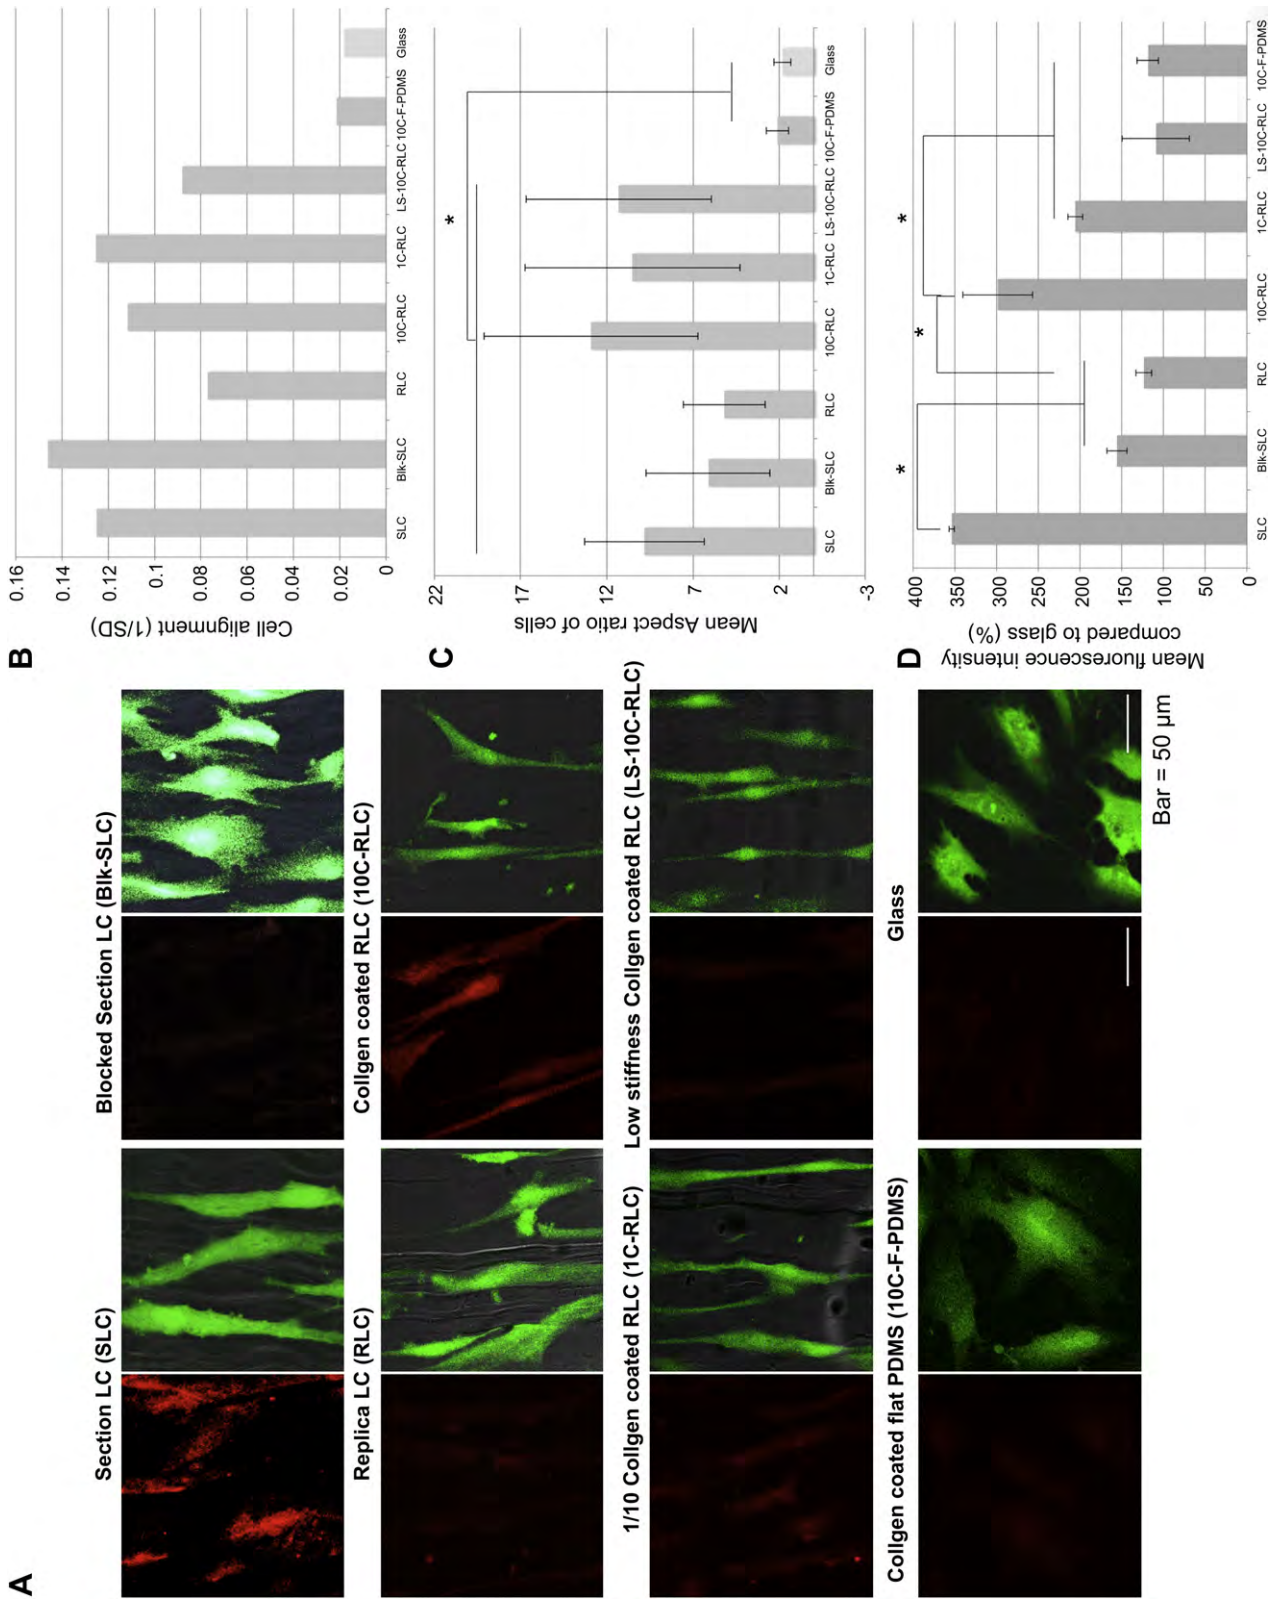 A
Section LC (SLC)
Blocked Section LC (Blk-SLC)
Replica LC (RLC)
Collgen coated RLC (10C-RLC)
1/10 Collgen coated RLC (1C-RLC)
Low stiffness Collgen coated RLC (LS-10C-RLC)
Collgen coated flat PDMS (10C-F-PDMS)
Glass
Bar = 50 µm
B
Cell alignment (1/SD)
0.16
0.14
0.12
0.1
0.08
0.06
0.04
0.02
0
SLC Blk-SLC RLC 10C-RLC 1C-RLC LS-10C-RLC 10C-F-PDMS Glass
C
Mean Aspect ratio of cells
22
17
12
7
2
-3
*
SLC Blk-SLC RLC 10C-RLC 1C-RLC LS-10C-RLC 10C-F-PDMS Glass
D
Mean fluorescence intensity
compared to glass (%)
400
350
300
250
200
150
100
50
0
* * *
SLC Blk-SLC RLC 10C-RLC 1C-RLC LS-10C-RLC 10C-F-PDMS